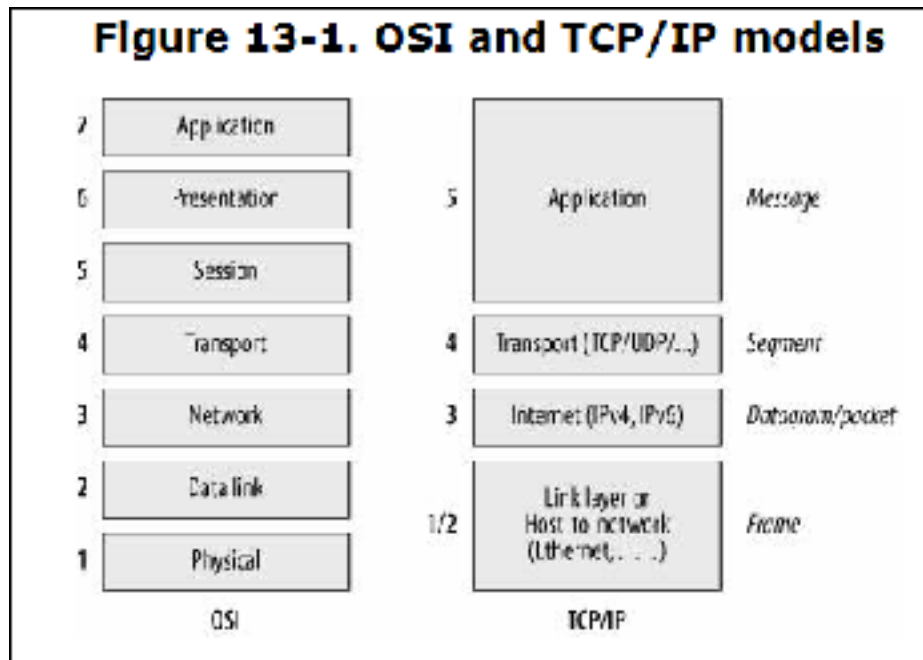 Figure 13-1. OSI and TCP/IP models
7 Application
6 Presentation
5 Session
4 Transport
3 Network
2 Data link
1 Physical
OSI
5 Application Message
4 Transport (TCP/UDP/...) Segment
3 Internet (IPv4, IPv6) Datagram/packet
1/2 Link layer or
Host-to-network
(Ethernet, . . . ) Frame
TCP/IP